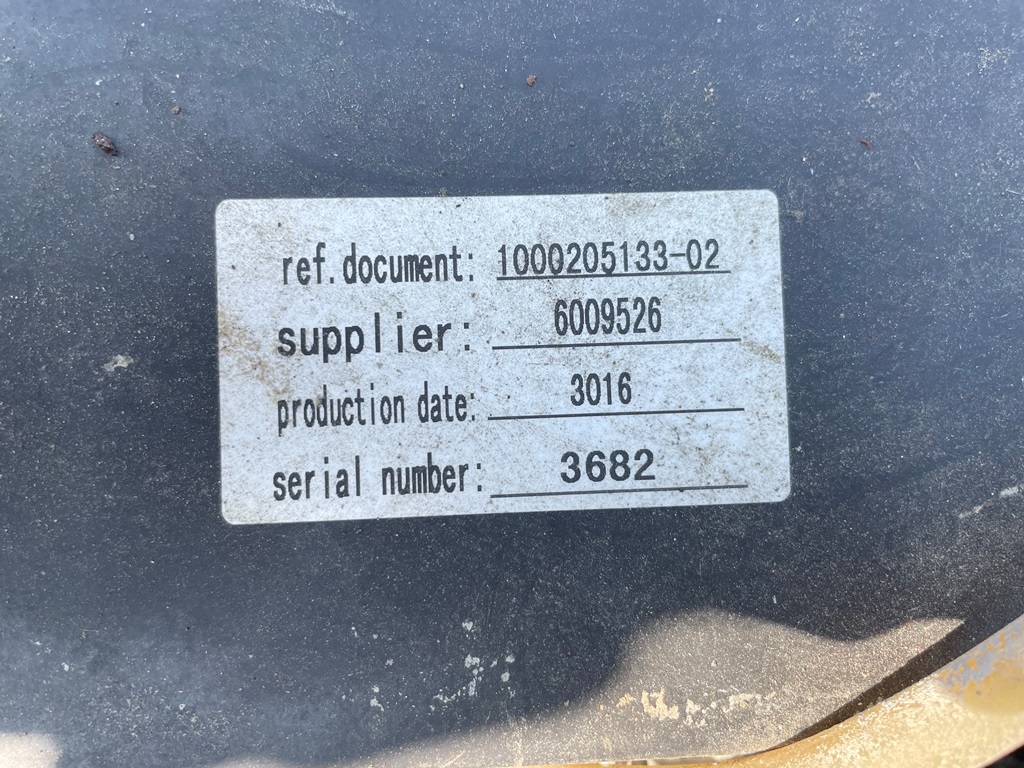 ref.document: 1000205133-02
supplier: 6009526
production date: 3016
serial number: 3682